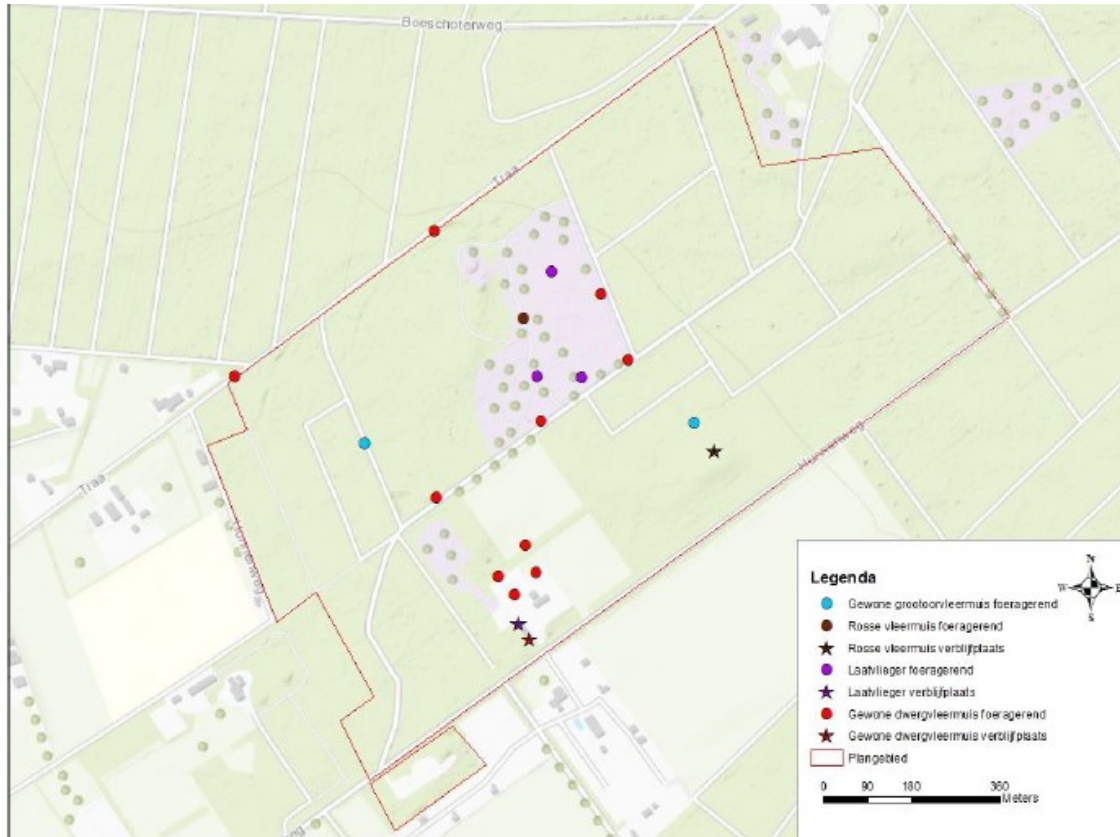 Boeschoterweg
Traa
Traa
Hunnenweg
Legenda
N
W E
S
Gewone grootoorvleermuis foeragerend
Rosse vleermuis foeragerend
Rosse vleermuis verblijfplaats
Laatvlieger foeragerend
Laatvlieger verblijfplaats
Gewone dwergvleermuis foeragerend
Gewone dwergvleermuis verblijfplaats
Plangebied
0 90 180 360
Meters